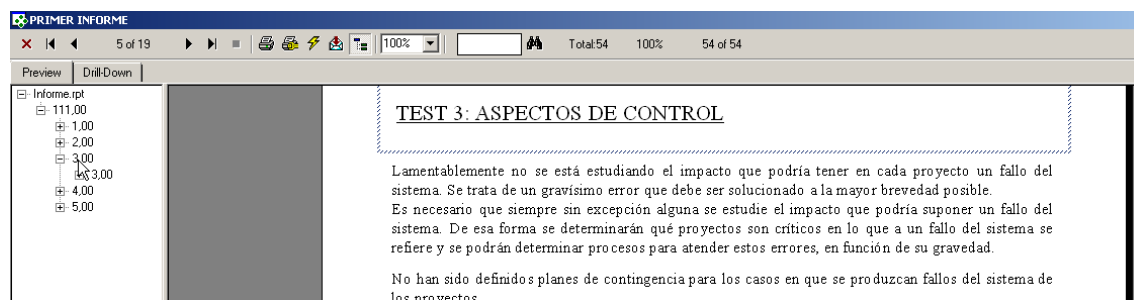 PRIMER INFORME
5 of 19 100% Total:54 100% 54 of 54
Preview Drill-Down
Informe.rpt
111,00
1,00
2,00
3,00
3,00
4,00
5,00
TEST 3: ASPECTOS DE CONTROL
Lamentablemente no se está estudiando el impacto que podría tener en cada proyecto un fallo del
sistema. Se trata de un gravísimo error que debe ser solucionado a la mayor brevedad posible.
Es necesario que siempre sin excepción alguna se estudie el impacto que podría suponer un fallo del
sistema. De esa forma se determinarán qué proyectos son críticos en lo que a un fallo del sistema se
refiere y se podrán determinar procesos para atender estos errores, en función de su gravedad.
No han sido definidos planes de contingencia para los casos en que se produzcan fallos del sistema de
los proyectos